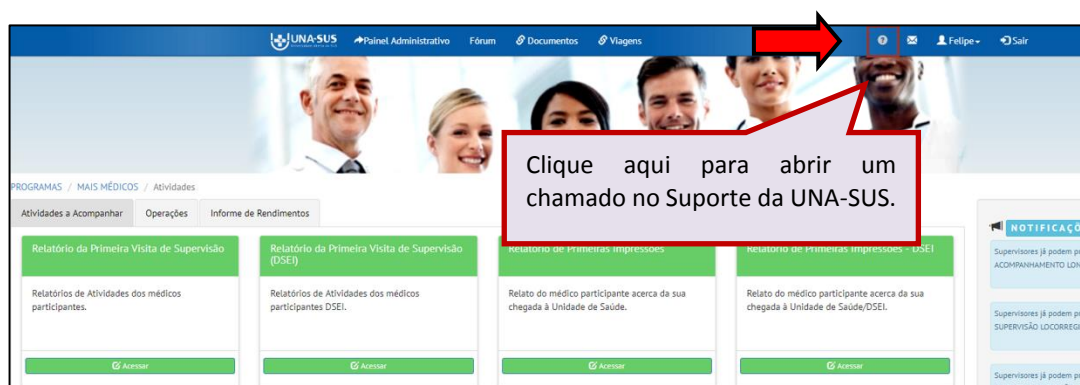 UNA-SUS
Painel Administrativo Fórum Documentos Viagens Felipe Sair
Clique aqui para abrir um
chamado no Suporte da UNA-SUS.
PROGRAMAS / MAIS MÉDICOS / Atividades
Atividades a Acompanhar Operações Informe de Rendimentos
Relatório da Primeira Visita de Supervisão
Relatórios de Atividades dos médicos
participantes.
Acessar
Relatório da Primeira Visita de Supervisão
(DSEI)
Relatórios de Atividades dos médicos
participantes DSEI.
Acessar
Relatório de Primeiras Impressões
Relato do médico participante acerca da sua
chegada à Unidade de Saúde.
Acessar
Relatório de Primeiras Impressões - DSEI
Relato do médico participante acerca da sua
chegada à Unidade de Saúde/DSEI.
Acessar
NOTIFICAÇÕ
Supervisores já podem p
ACOMPANHAMENTO LON
Supervisores já podem p
SUPERVISÃO LOCORREGI
Supervisores já podem p